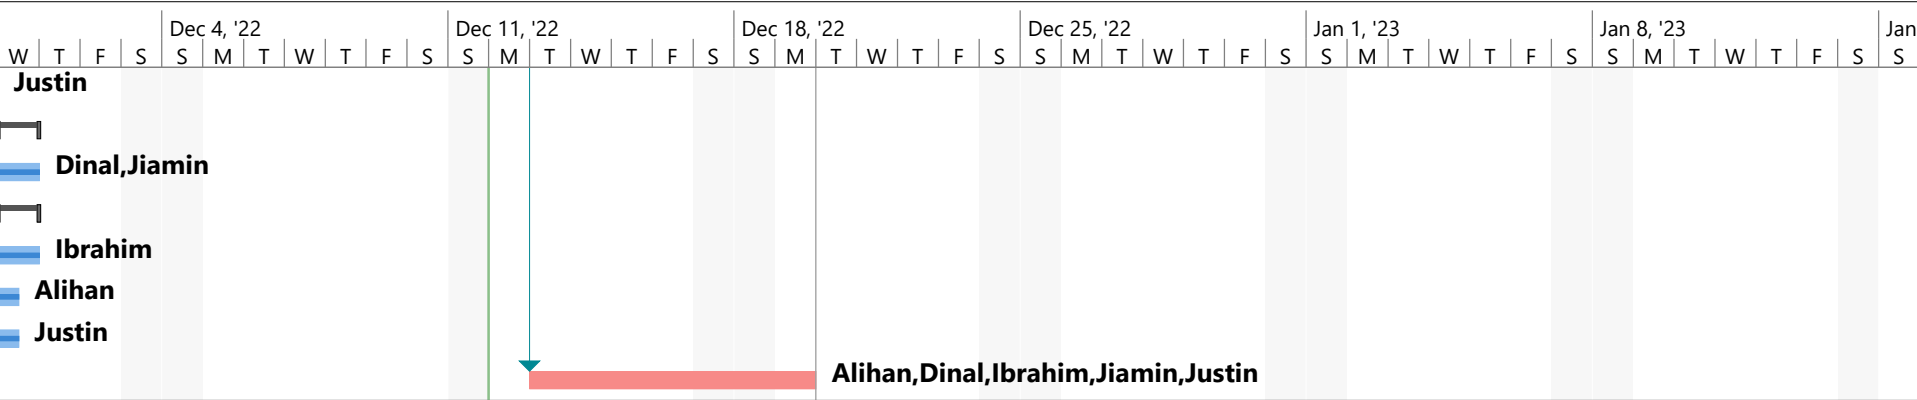 Dec 4, '22 Dec 11, '22 Dec 18, '22 Dec 25, '22 Jan 1, '23 Jan 8, '23 Jan
W T F S S M T W T F S S M T W T F S S M T W T F S S M T W T F S S M T W T F S S M T W T F S S
Justin
Dinal,Jiamin
Ibrahim
Alihan
Justin
Alihan,Dinal,Ibrahim,Jiamin,Justin